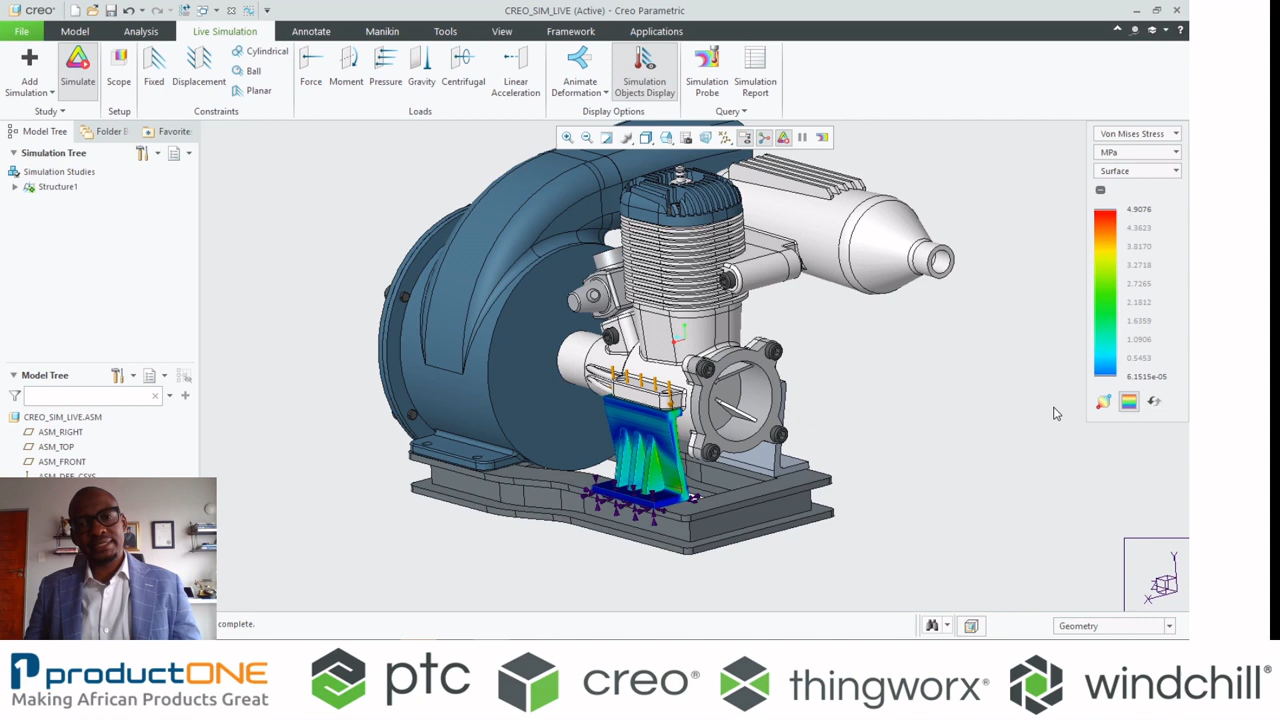 creo°
CREO_SIM_LIVE (Active) - Creo Parametric
File Model Analysis Live Simulation Annotate Manikin Tools View Framework Applications
Add Simulation
Simulate
Scope
Fixed
Displacement
Cylindrical
Ball
Planar
Force
Moment
Pressure
Gravity
Centrifugal
Linear Acceleration
Animate Deformation
Simulation Objects Display
Simulation Probe
Simulation Report
Study
Setup
Constraints
Loads
Display Options
Query
Model Tree
Folder B
Favorite
Simulation Tree
Simulation Studies
Structure1
Model Tree
CREO_SIM_LIVE.ASM
ASM_RIGHT
ASM_TOP
ASM_FRONT
Von Mises Stress
MPa
Surface
4.9076
4.3623
3.8170
3.2718
2.7265
2.1812
1.6359
1.0906
0.5453
6.1515e-05
Y
X
Z
complete.
Geometry
1 productONE
Making African Products Great
ptc
creo®
thingworx®
windchill®